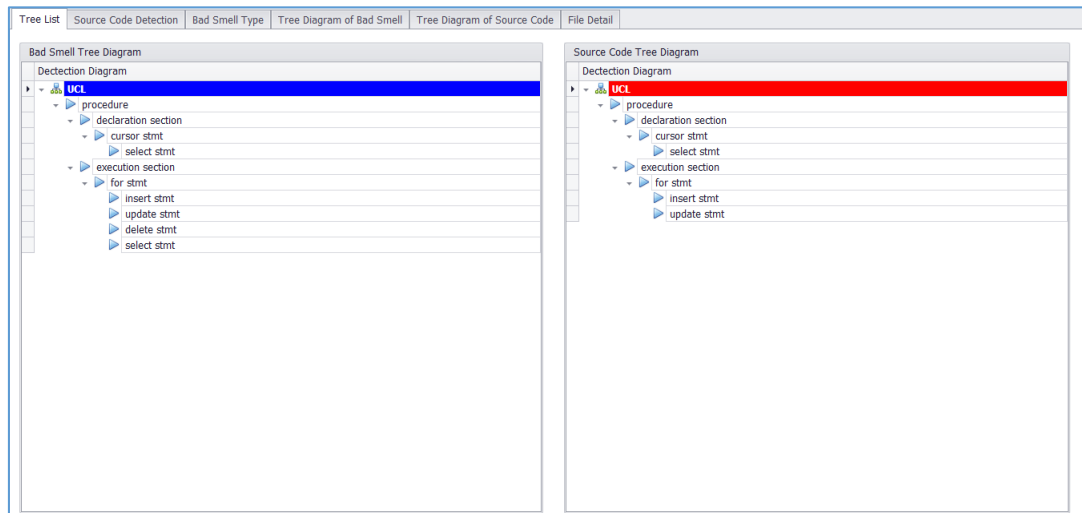 Tree List Source Code Detection Bad Smell Type Tree Diagram of Bad Smell Tree Diagram of Source Code File Detail
Bad Smell Tree Diagram
Dectection Diagram
UCL
procedure
declaration section
cursor stmt
select stmt
execution section
for stmt
insert stmt
update stmt
delete stmt
select stmt
Source Code Tree Diagram
Dectection Diagram
UCL
procedure
declaration section
cursor stmt
select stmt
execution section
for stmt
insert stmt
update stmt